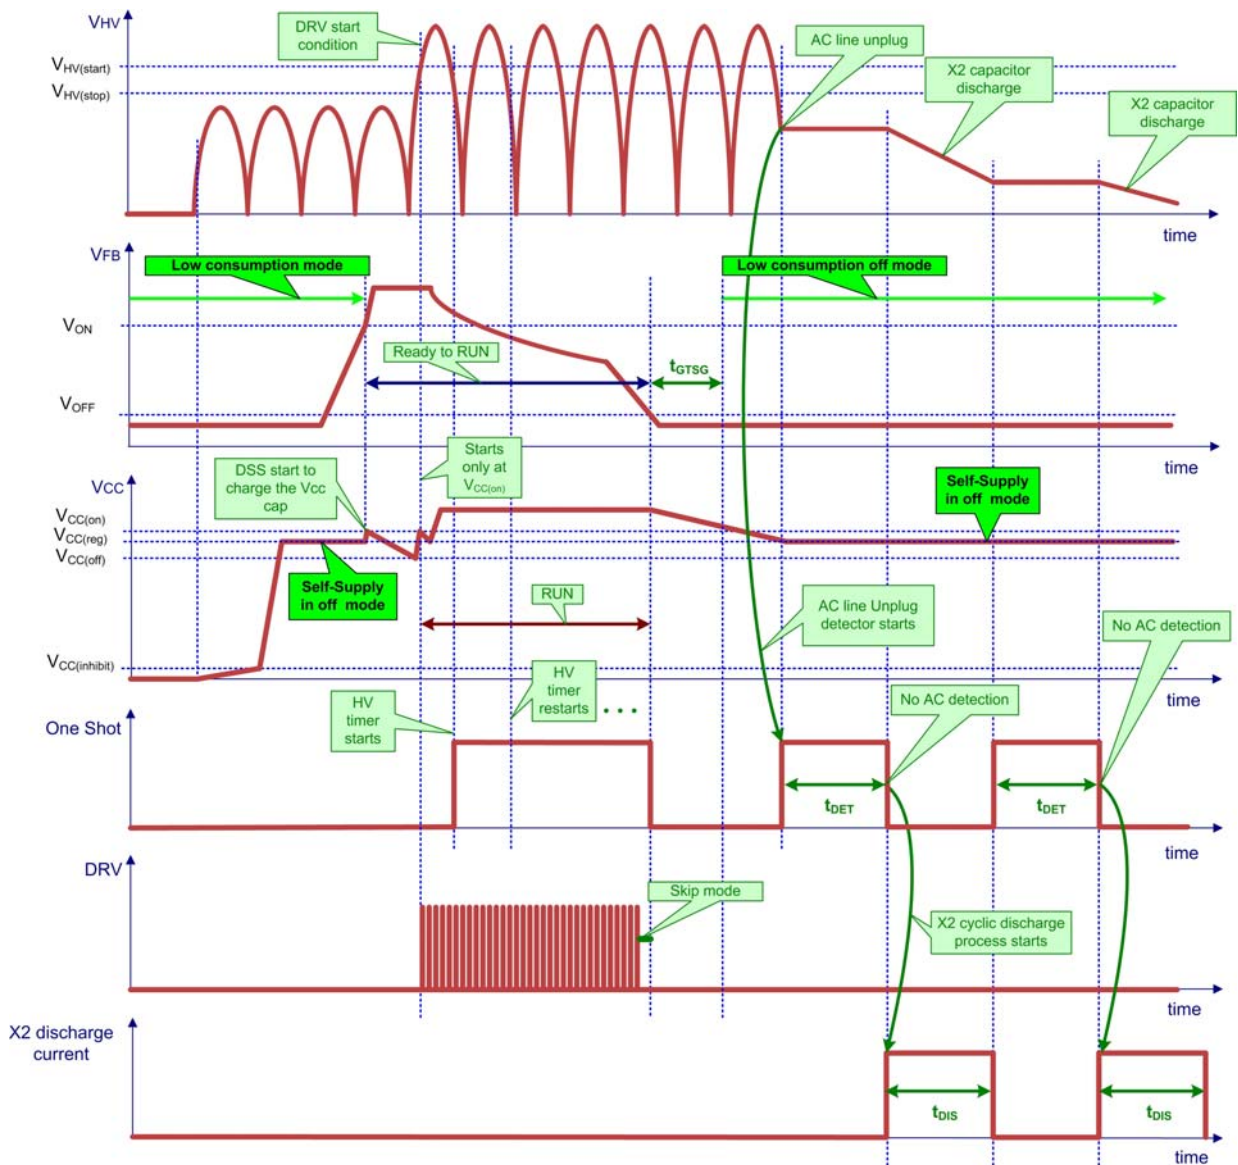 VHV
DRV start
condition
AC line unplug
X2 capacitor
discharge
X2 capacitor
discharge
VHV(start)
VHV(stop)
time
VFB
Low consumption mode
Low consumption off mode
VON
Ready to RUN
tGTSG
VOFF
time
Starts
only at
VCC(on)
DSS start to
charge the Vcc
cap
VCC
Self-Supply
in off mode
VCC(on)
VCC(reg)
VCC(off)
Self-Supply
in off mode
RUN
AC line Unplug
detector starts
No AC detection
VCC(inhibit)
time
HV
timer
restarts
...
HV
timer
starts
No AC detection
One Shot
tDET
tDET
time
DRV
Skip mode
X2 cyclic discharge
process starts
time
X2 discharge
current
tDIS
tDIS
time